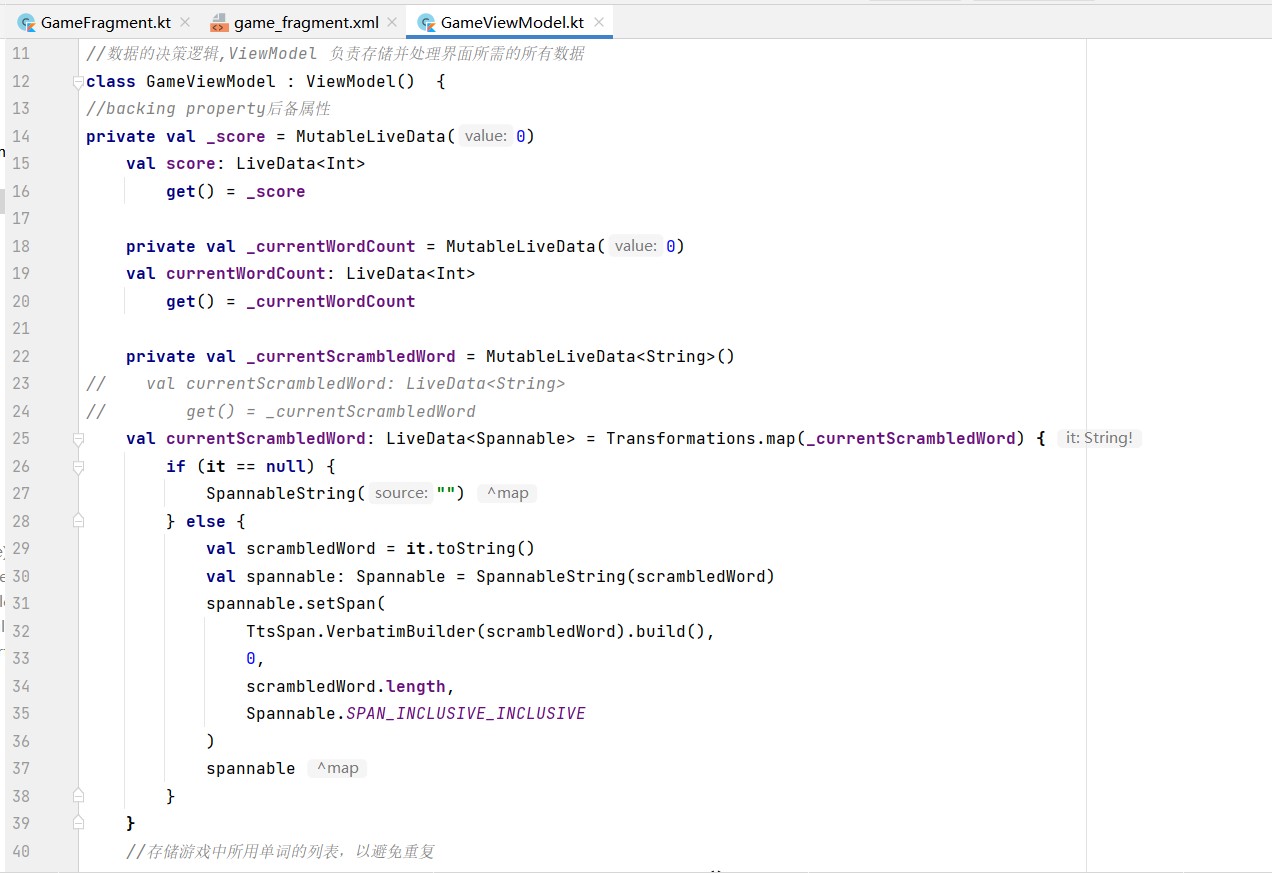 GameFragment.kt game_fragment.xml GameViewModel.kt
11 //数据的决策逻辑,ViewModel 负责存储并处理界面所需的所有数据
12 class GameViewModel : ViewModel()  {
13 //backing property后备属性
14 private val _score = MutableLiveData( value: 0)
15     val score: LiveData<Int>
16         get() = _score
17
18     private val _currentWordCount = MutableLiveData( value: 0)
19     val currentWordCount: LiveData<Int>
20         get() = _currentWordCount
21
22     private val _currentScrambledWord = MutableLiveData<String>()
23 //    val currentScrambledWord: LiveData<String>
24 //        get() = _currentScrambledWord
25     val currentScrambledWord: LiveData<Spannable> = Transformations.map(_currentScrambledWord) { it: String!
26         if (it == null) {
27             SpannableString( source: "") ^map
28         } else {
29             val scrambledWord = it.toString()
30             val spannable: Spannable = SpannableString(scrambledWord)
31             spannable.setSpan(
32                 TtsSpan.VerbatimBuilder(scrambledWord).build(),
33                 0,
34                 scrambledWord.length,
35                 Spannable.SPAN_INCLUSIVE_INCLUSIVE
36             )
37             spannable ^map
38         }
39     }
40     //存储游戏中所用单词的列表，以避免重复